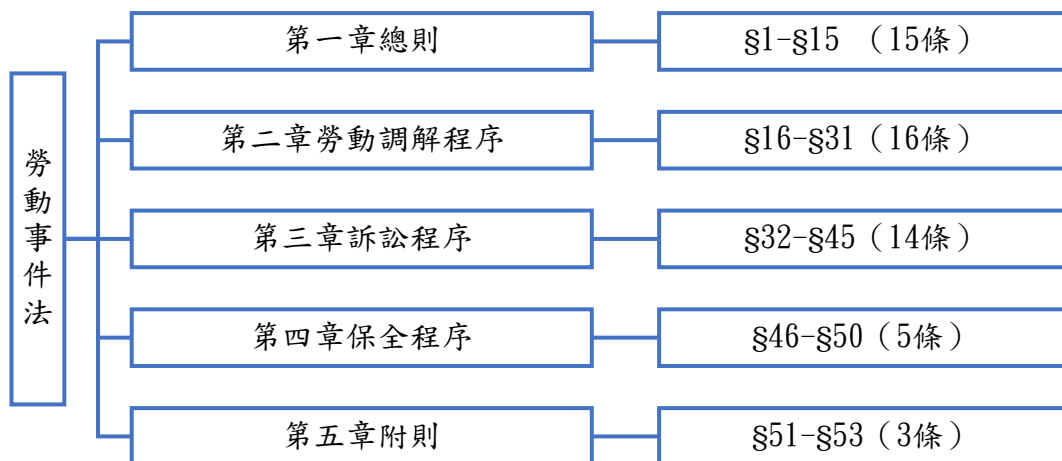 勞動事件法
第一章總則
§1-§15 （15條）
第二章勞動調解程序
§16-§31（16條）
第三章訴訟程序
§32-§45（14條）
第四章保全程序
§46-§50（5條）
第五章附則
§51-§53（3條）